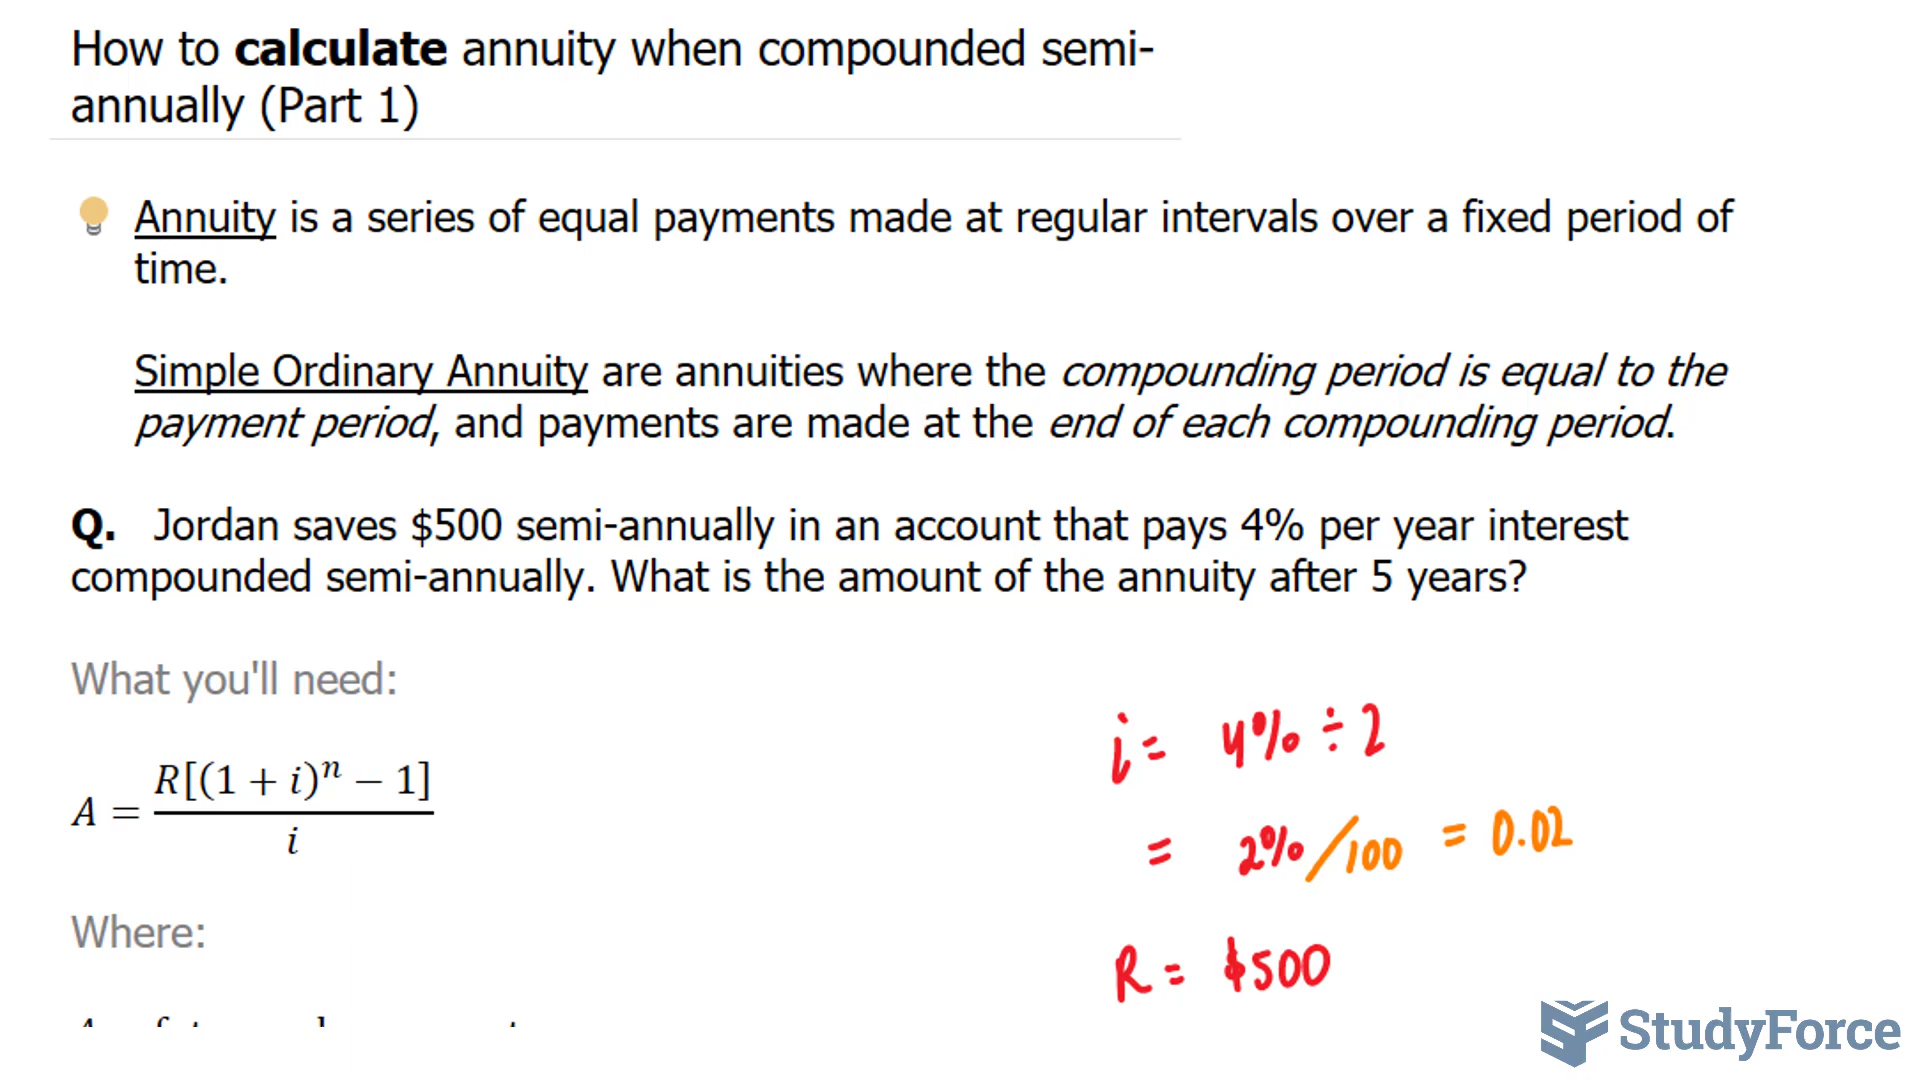 How to calculate annuity when compounded semi-
annually (Part 1)
Annuity is a series of equal payments made at regular intervals over a fixed period of
time.
Simple Ordinary Annuity are annuities where the compounding period is equal to the
payment period, and payments are made at the end of each compounding period.
Q. Jordan saves $500 semi-annually in an account that pays 4% per year interest
compounded semi-annually. What is the amount of the annuity after 5 years?
What you'll need:
A = R[(1 + i)ⁿ − 1] / i
Where:
i = 4% ÷ 2
= 2%/100 = 0.02
R = $500
StudyForce